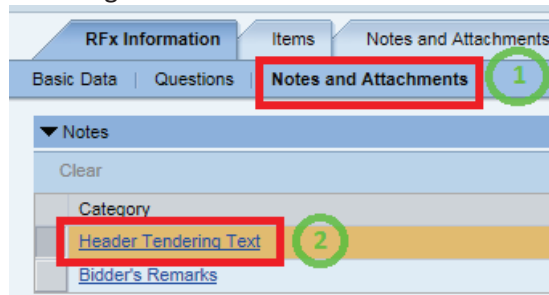 RFx Information Items Notes and Attachments
Basic Data | Questions | Notes and Attachments 1
Notes
Clear
Category
Header Tendering Text 2
Bidder's Remarks